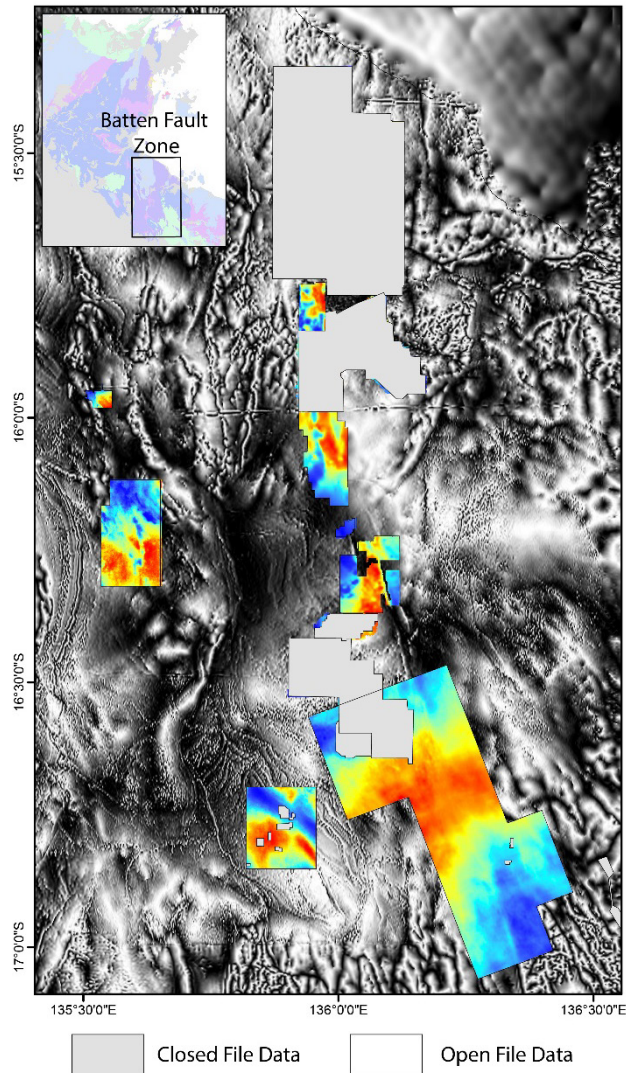 Batten Fault
Zone
15°30'0"S
16°0'0"S
16°30'0"S
17°0'0"S
135°30'0"E
136°0'0"E
136°30'0"E
Closed File Data
Open File Data